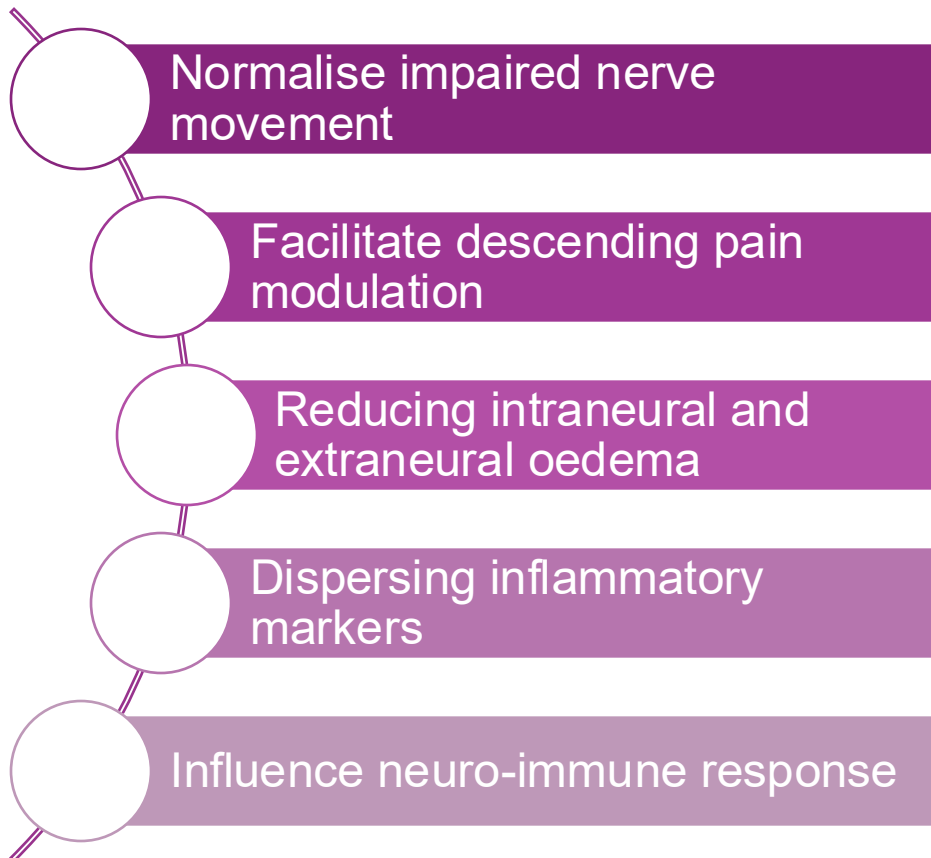 Normalise impaired nerve
movement
Facilitate descending pain
modulation
Reducing intraneural and
extraneural oedema
Dispersing inflammatory
markers
Influence neuro-immune response